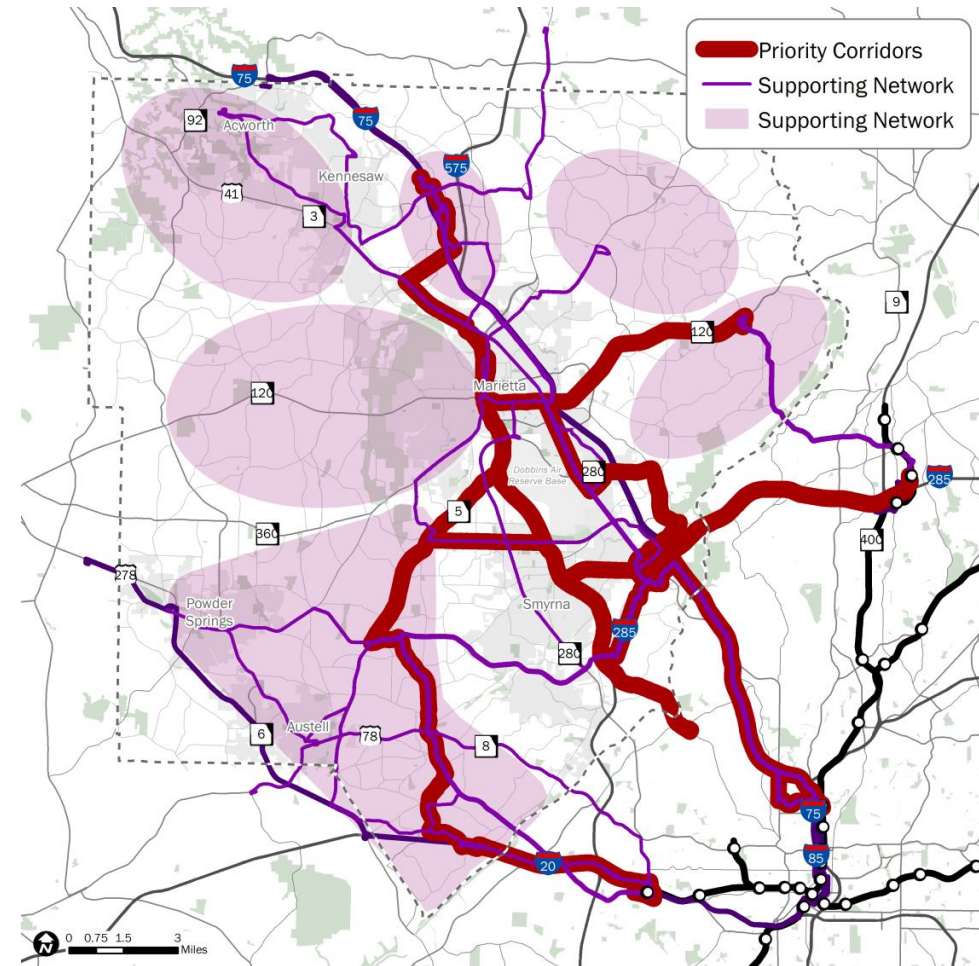 Priority Corridors
Supporting Network
Supporting Network
75
92
Acworth
75
575
Kennesaw
41
3
9
120
120
Marietta
Dobbins Air
Reserve Base
280
285
5
360
400
278
Powder
Springs
Smyrna
285
280
6
Austell
78
8
75
85
20
N
0 0.75 1.5 3
Miles